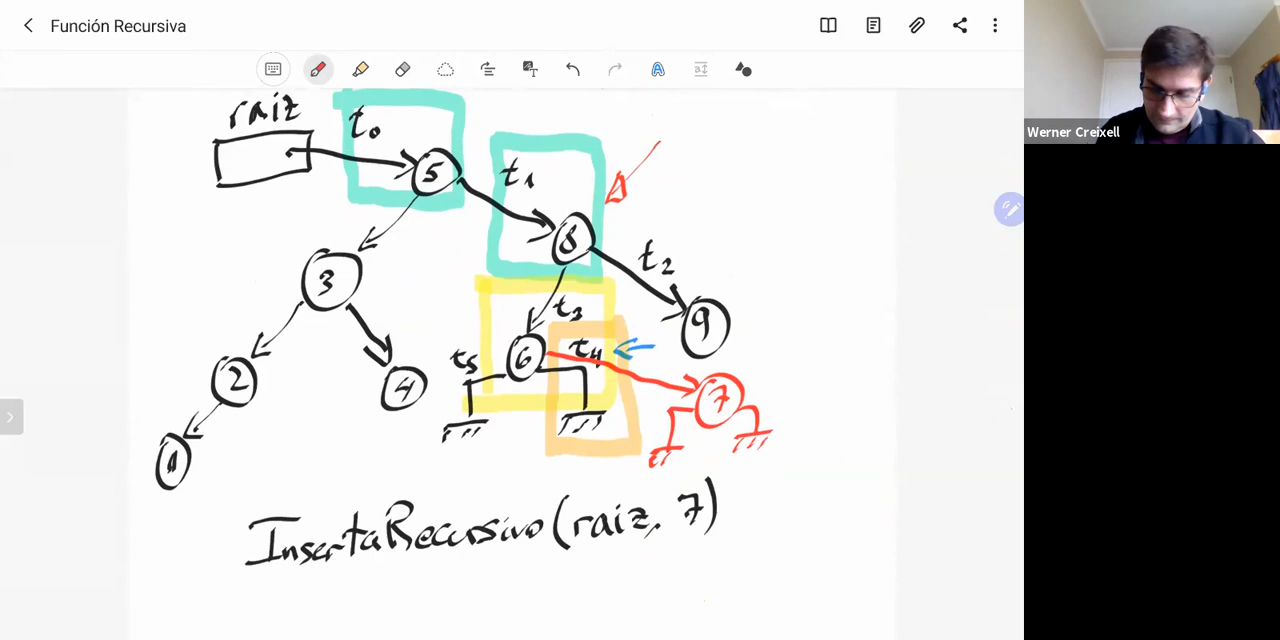 Función Recursiva
Werner Creixell
raiz
t0
5
t1
8
t2
3
t3
9
6
t4
t5
2
4
7
1
InsertaRecursivo(raiz, 7)